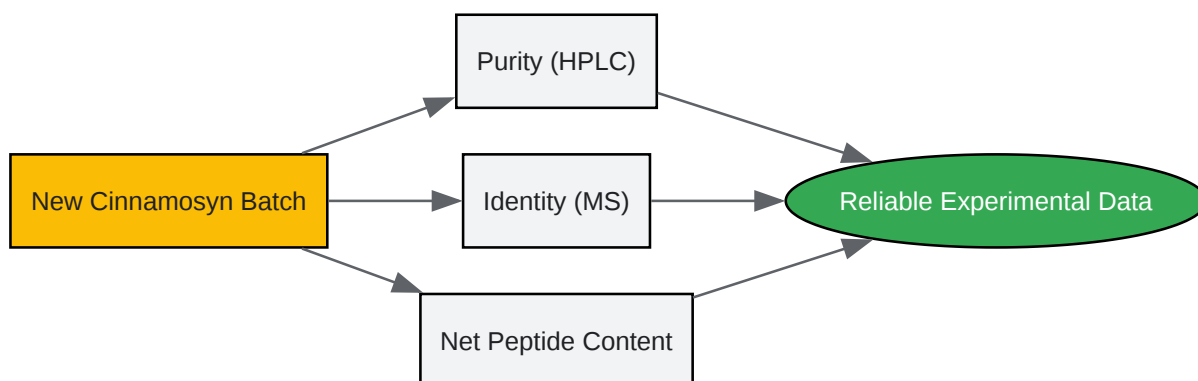 Purity (HPLC)
New Cinnamosyn Batch
Identity (MS)
Reliable Experimental Data
Net Peptide Content